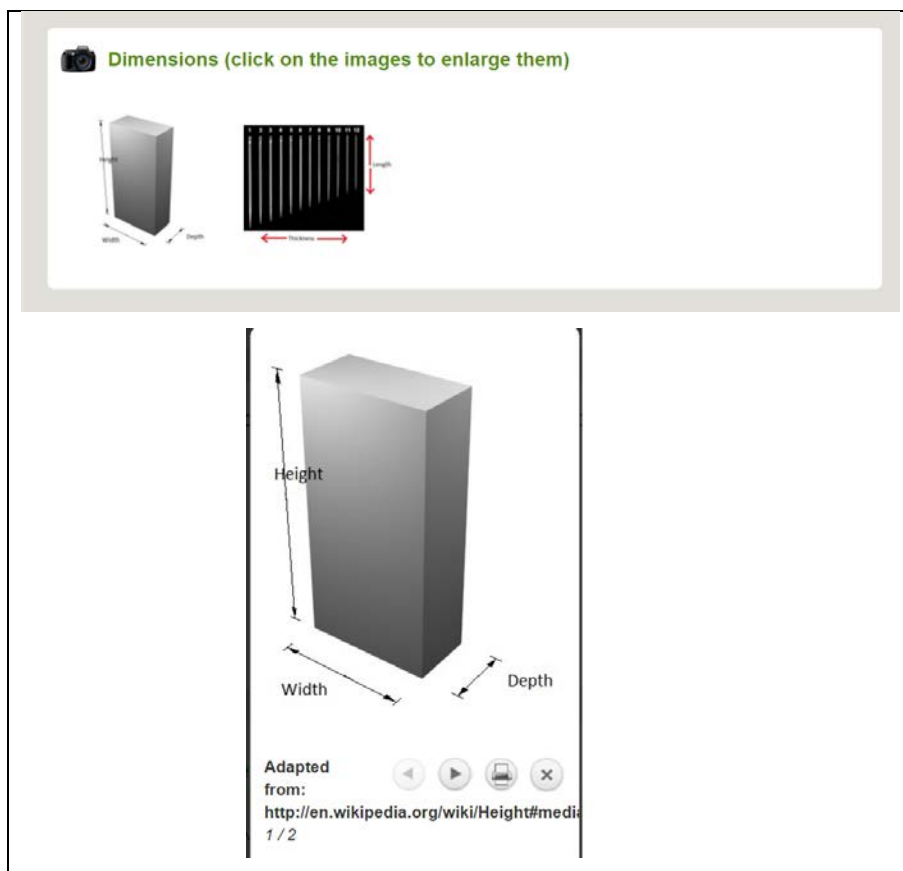 Dimensions (click on the images to enlarge them)
Height
Width
Depth
1 2 3 4 5 6 7 8 9 10 11 12
Length
Thickness
Height
Width
Depth
Adapted
from:
http://en.wikipedia.org/wiki/Height#media
1 / 2